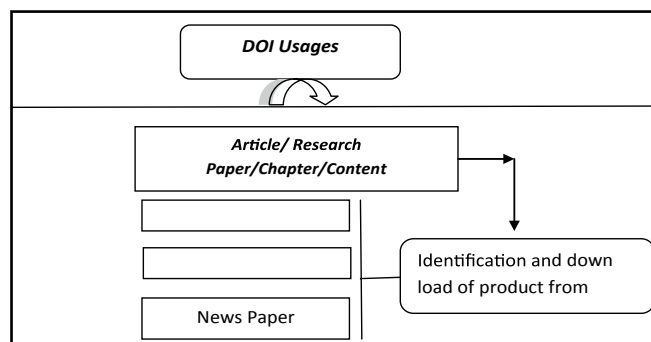 DOI Usages
Article/ Research
Paper/Chapter/Content
Identification and down
load of product from
News Paper